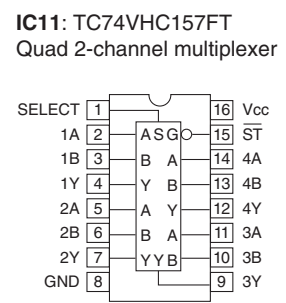 IC11: TC74VHC157FT
Quad 2-channel multiplexer
SELECT 1 16 Vcc
1A 2 A S G 15 ST
1B 3 B A 14 4A
1Y 4 Y B 13 4B
2A 5 A Y 12 4Y
2B 6 B A 11 3A
2Y 7 Y Y B 10 3B
GND 8 9 3Y